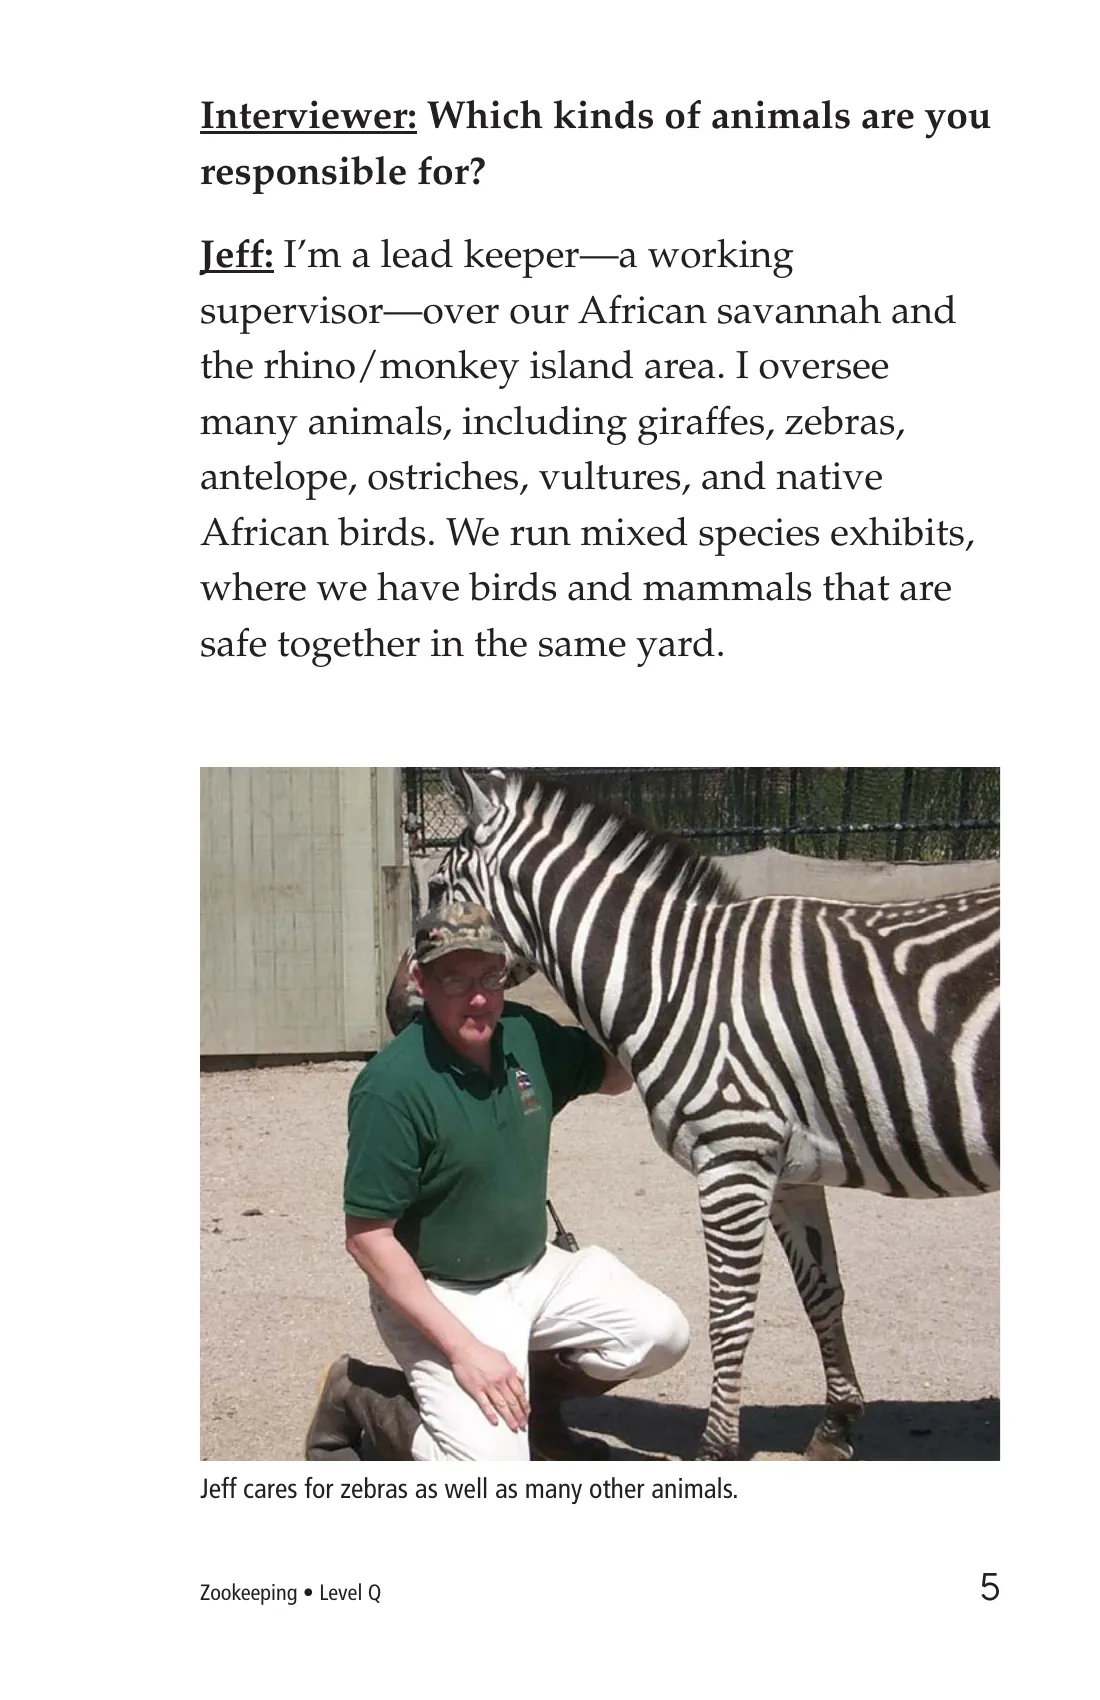 Interviewer: Which kinds of animals are you
responsible for?
Jeff: I’m a lead keeper—a working
supervisor—over our African savannah and
the rhino/monkey island area. I oversee
many animals, including giraffes, zebras,
antelope, ostriches, vultures, and native
African birds. We run mixed species exhibits,
where we have birds and mammals that are
safe together in the same yard.
Jeff cares for zebras as well as many other animals.
Zookeeping • Level Q
5